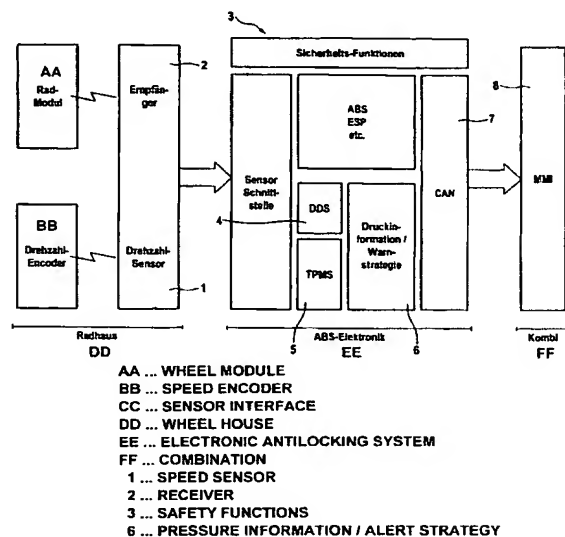 3
Sicherheits-Funktionen
AA
Rad-
Modul
2
Empfän-
ger
ABS
ESP
etc.
8
7
Sensor
Schnitt-
stelle
CAN
MMI
BB
Drehzahl-
Encoder
Drehzahl-
Sensor
1
4
DDS
TPMS
Druckin-
formation /
Warn-
strategie
5
6
Radhaus
DD
ABS-Elektronik
EE
Kombi
FF
AA ... WHEEL MODULE
BB ... SPEED ENCODER
CC ... SENSOR INTERFACE
DD ... WHEEL HOUSE
EE ... ELECTRONIC ANTILOCKING SYSTEM
FF ... COMBINATION
1 ... SPEED SENSOR
2 ... RECEIVER
3 ... SAFETY FUNCTIONS
6 ... PRESSURE INFORMATION / ALERT STRATEGY